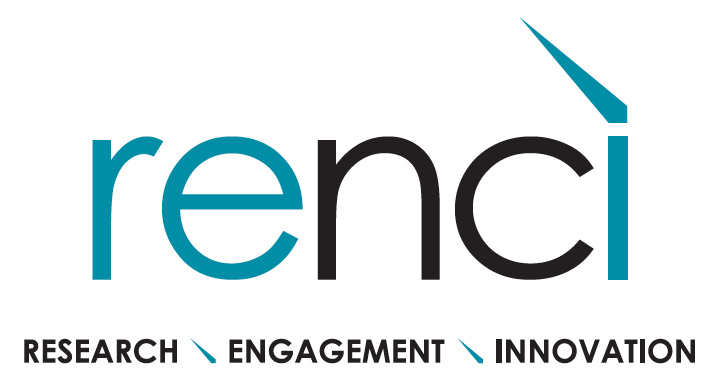 renci
RESEARCH \ ENGAGEMENT \ INNOVATION